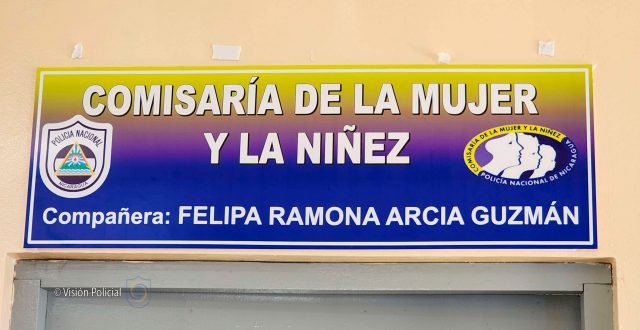 COMISARÍA DE LA MUJER
Y LA NIÑEZ
POLICIA NACIONAL
NICARAGUA
COMISARÍA DE LA MUJER Y LA NIÑEZ
POLICÍA NACIONAL DE NICARAGUA
Compañera: FELIPA RAMONA ARCIA GUZMÁN
© Visión Policial